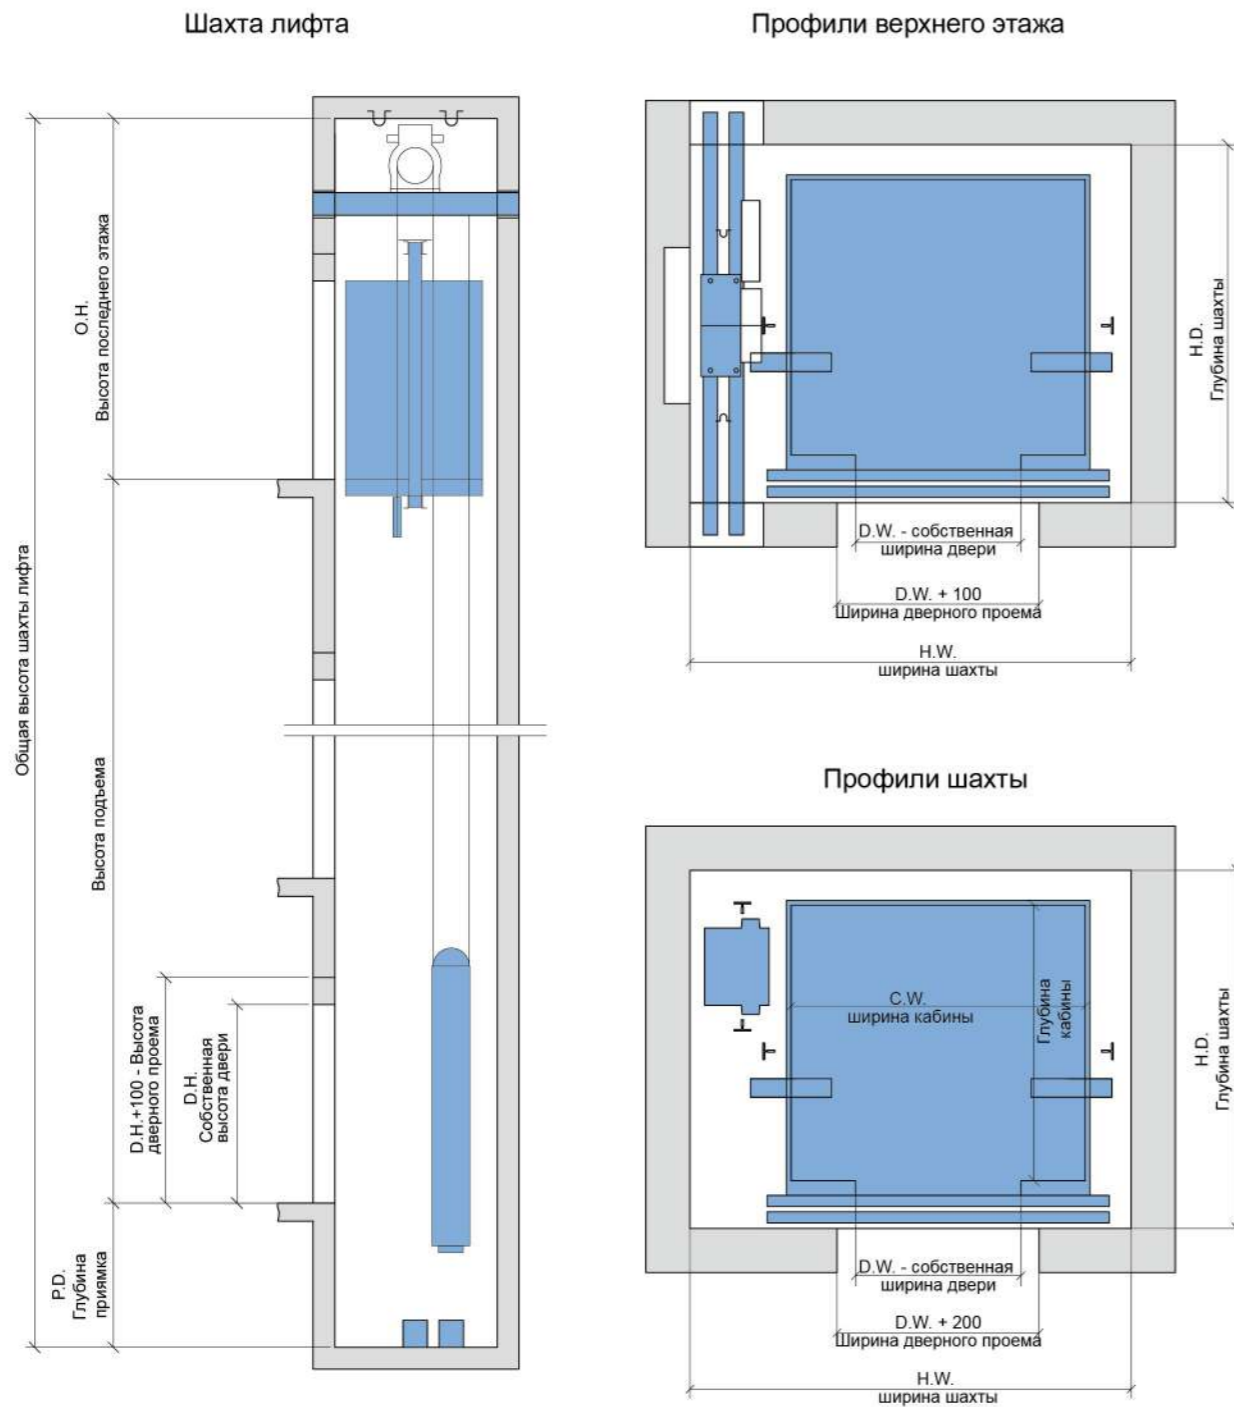 Шахта лифта
Общая высота шахты лифта
O.H.
Высота последнего этажа
Высота подъема
D.H.+100 - Высота
дверного проема
D.H.
Собственная
высота двери
P.D.
Глубина
приямка
Профили верхнего этажа
H.D.
Глубина шахты
D.W. - собственная
ширина двери
D.W. + 100
Ширина дверного проема
H.W.
ширина шахты
Профили шахты
C.W.
ширина кабины
Глубина
кабины
H.D.
Глубина шахты
D.W. - собственная
ширина двери
D.W. + 200
Ширина дверного проема
H.W.
ширина шахты